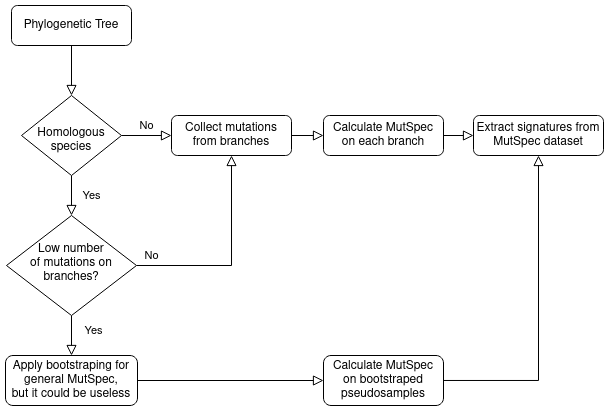 Phylogenetic Tree
Homologous
species
No
Collect mutations
from branches
Calculate MutSpec
on each branch
Extract signatures from
MutSpec dataset
Yes
Low number
of mutations on
branches?
No
Yes
Apply bootstraping for
general MutSpec,
but it could be useless
Calculate MutSpec
on bootstraped
pseudosamples